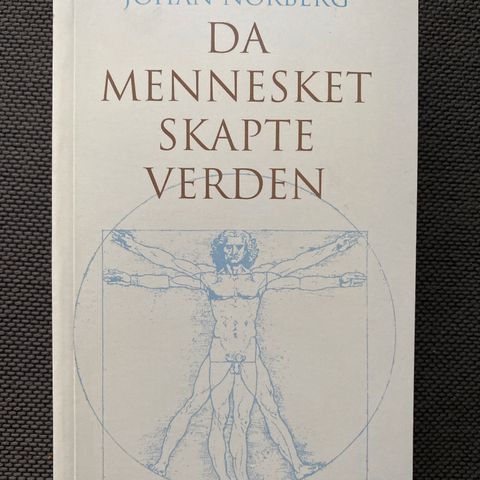 JOHAN NORBERG
DA
MENNESKET
SKAPTE
VERDEN